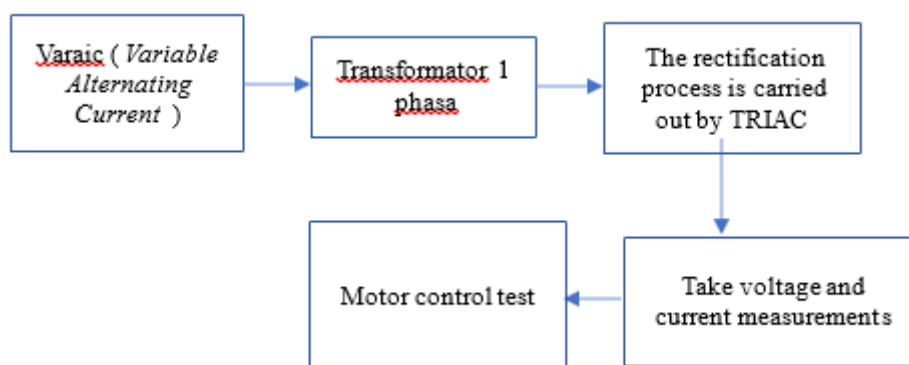 Varaic ( Variable
Alternating
Current )
Transformator 1
phasa
The rectification
process is carried
out by TRIAC
Take voltage and
current measurements
Motor control test